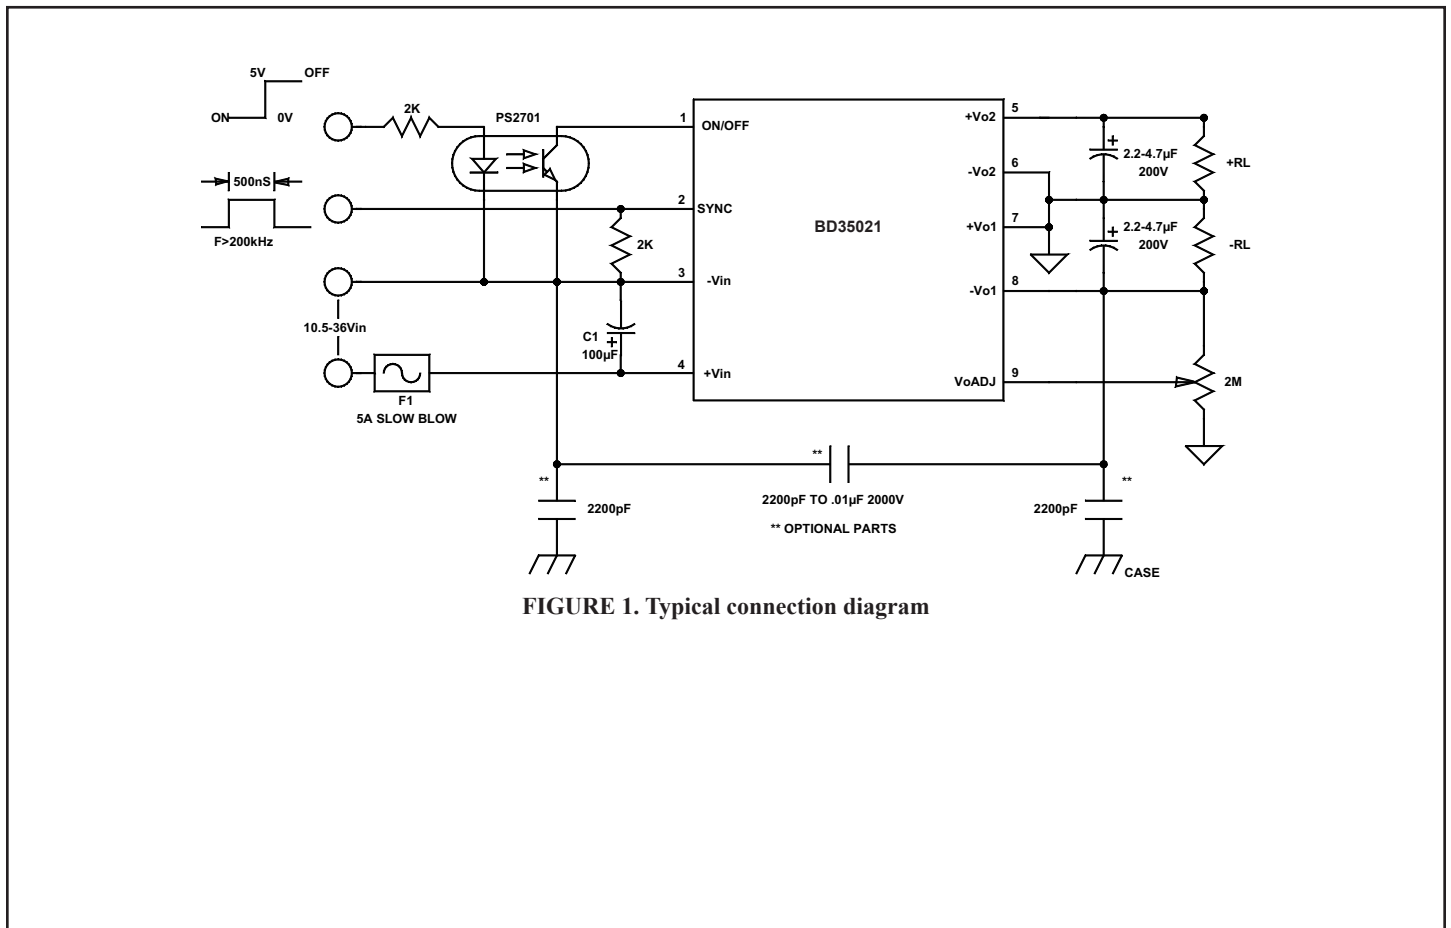 5V OFF
ON 0V
2K
PS2701
500nS
F>200kHz
10.5-36Vin
F1
5A SLOW BLOW
2K
C1
+
100µF
1
ON/OFF
2
SYNC
3
-Vin
4
+Vin
BD35021
+Vo2
5
-Vo2
6
+Vo1
7
-Vo1
8
VoADJ
9
+
2.2-4.7µF
200V
+RL
+
2.2-4.7µF
200V
-RL
2M
**
2200pF
**
2200pF TO .01µF 2000V
** OPTIONAL PARTS
**
2200pF
CASE
FIGURE 1. Typical connection diagram